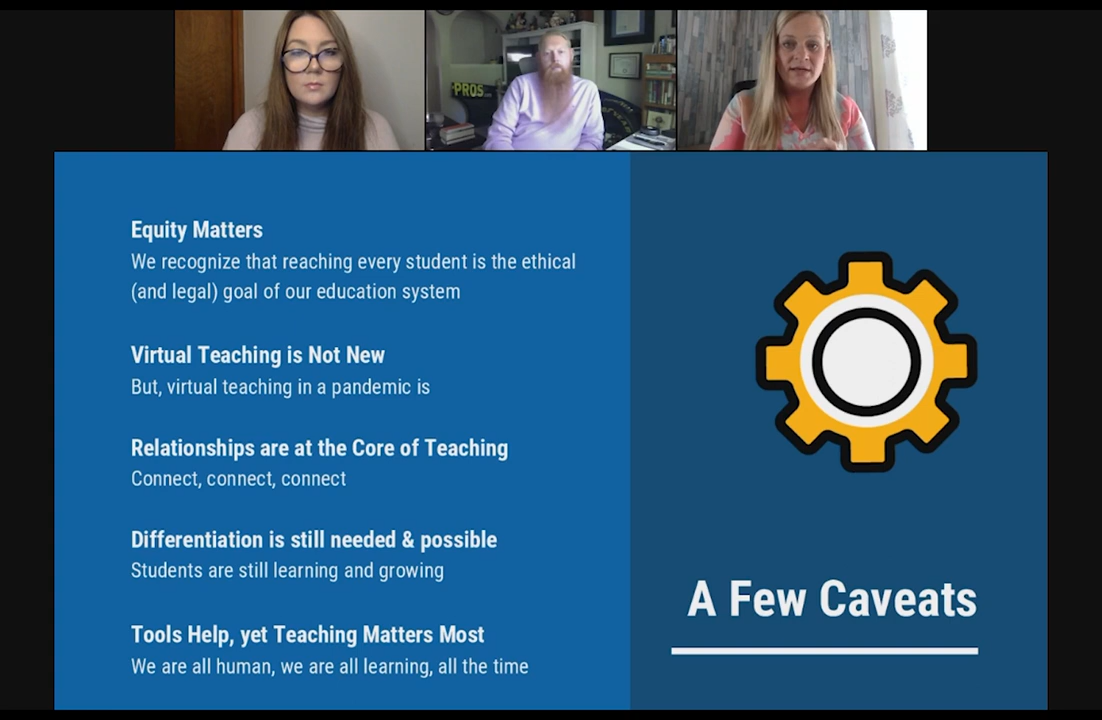 PROS
Equity Matters
We recognize that reaching every student is the ethical
(and legal) goal of our education system
Virtual Teaching is Not New
But, virtual teaching in a pandemic is
Relationships are at the Core of Teaching
Connect, connect, connect
Differentiation is still needed & possible
Students are still learning and growing
Tools Help, yet Teaching Matters Most
We are all human, we are all learning, all the time
A Few Caveats